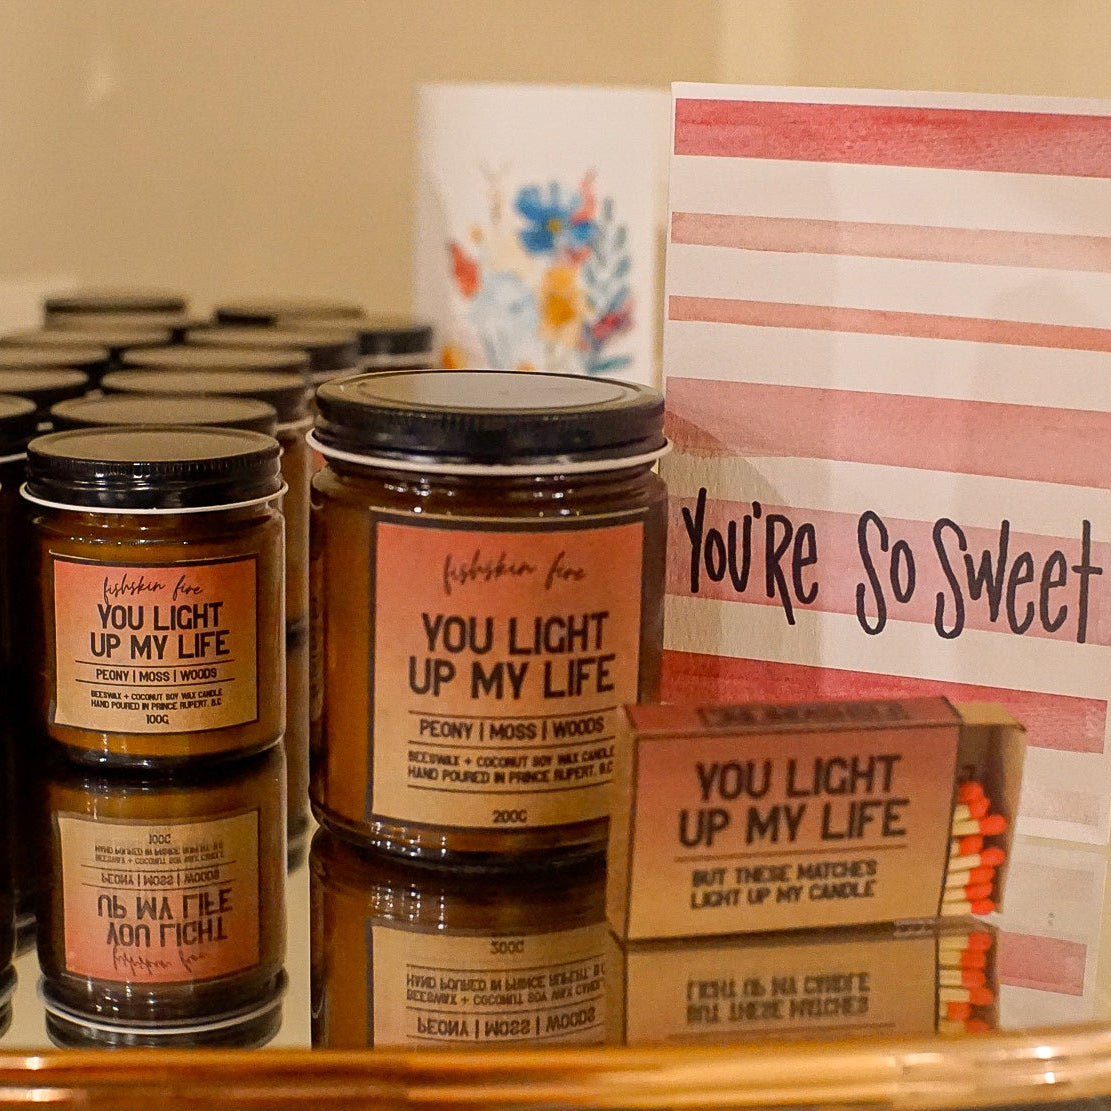 fishskin fire
YOU LIGHT
UP MY LIFE
PEONY | MOSS | WOODS
BEESWAX + COCONUT SOY WAX CANDLE
HAND POURED IN PRINCE RUPERT, B.C
100G
fishskin fire
YOU LIGHT
UP MY LIFE
PEONY | MOSS | WOODS
BEESWAX + COCONUT SOY WAX CANDLE
HAND POURED IN PRINCE RUPERT, B.C
200G
YOU LIGHT
UP MY LIFE
BUT THESE MATCHES
LIGHT UP MY CANDLE
YOU'RE SO SWeet